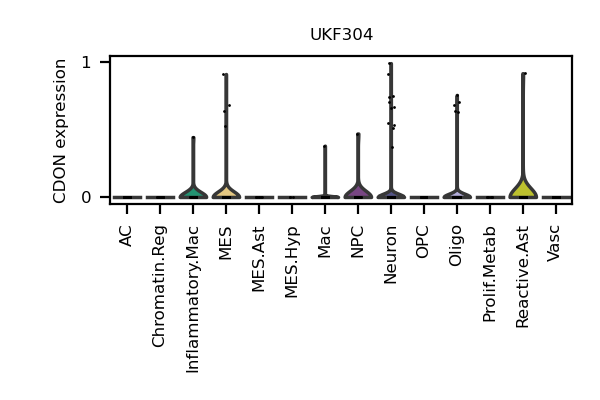 UKF304
CDON expression
1
0
AC
Chromatin.Reg
Inflammatory.Mac
MES
MES.Ast
MES.Hyp
Mac
NPC
Neuron
OPC
Oligo
Prolif.Metab
Reactive.Ast
Vasc